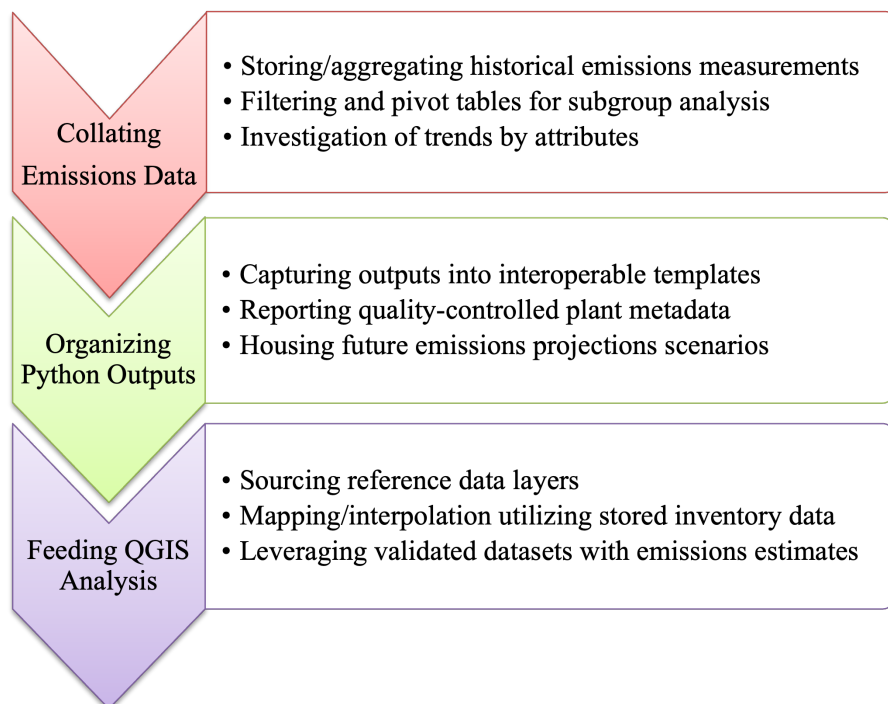 Collating
Emissions Data
• Storing/aggregating historical emissions measurements
• Filtering and pivot tables for subgroup analysis
• Investigation of trends by attributes
Organizing
Python Outputs
• Capturing outputs into interoperable templates
• Reporting quality-controlled plant metadata
• Housing future emissions projections scenarios
Feeding QGIS
Analysis
• Sourcing reference data layers
• Mapping/interpolation utilizing stored inventory data
• Leveraging validated datasets with emissions estimates